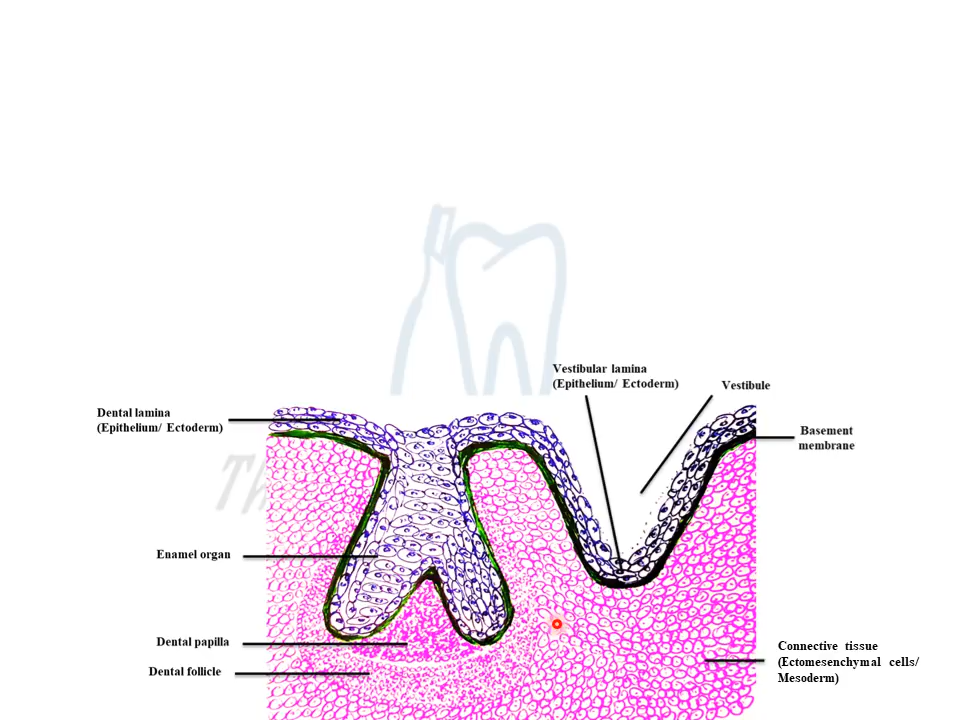 Vestibular lamina
(Epithelium/ Ectoderm)
Vestibule
Dental lamina
(Epithelium/ Ectoderm)
Basement
membrane
Th
Enamel organ
Dental papilla
Dental follicle
Connective tissue
(Ectomesenchymal cells/
Mesoderm)